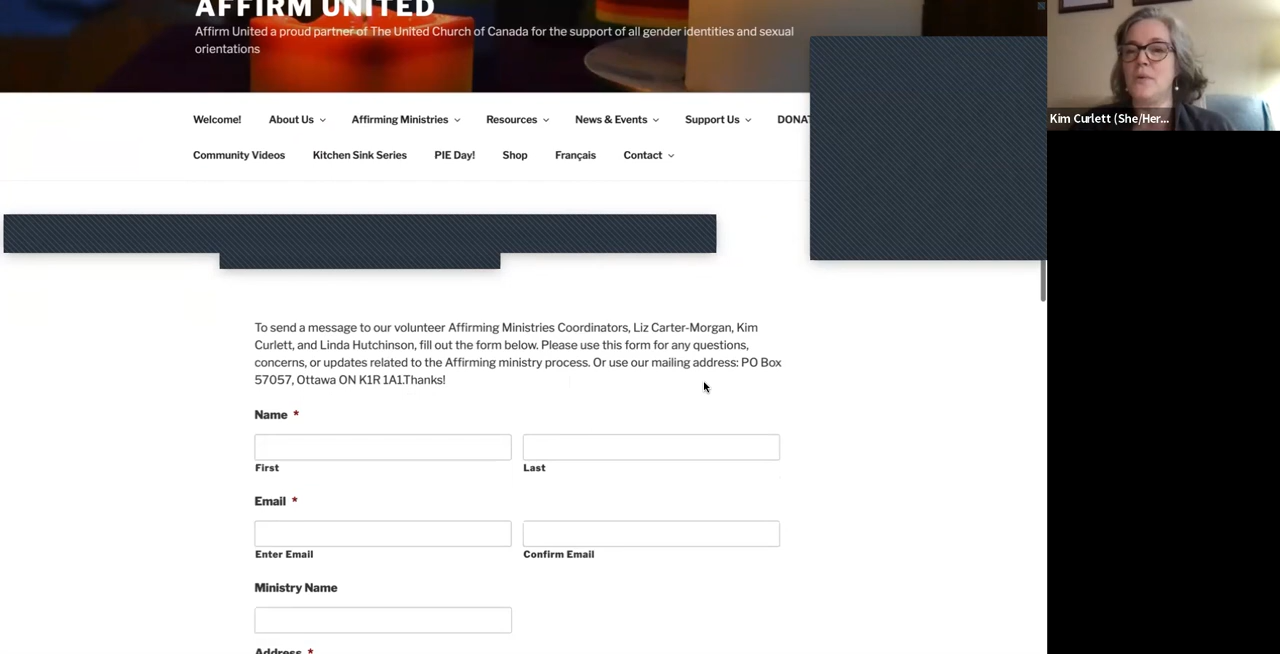 AFFIRM UNITED
Affirm United a proud partner of The United Church of Canada for the support of all gender identities and sexual
orientations
Welcome! About Us Affirming Ministries Resources News & Events Support Us DONAT
Community Videos Kitchen Sink Series PIE Day! Shop Français Contact
Kim Curlett (She/Her...
To send a message to our volunteer Affirming Ministries Coordinators, Liz Carter-Morgan, Kim
Curlett, and Linda Hutchinson, fill out the form below. Please use this form for any questions,
concerns, or updates related to the Affirming ministry process. Or use our mailing address: PO Box
57057, Ottawa ON K1R 1A1.Thanks!
Name *
First Last
Email *
Enter Email Confirm Email
Ministry Name
Address *